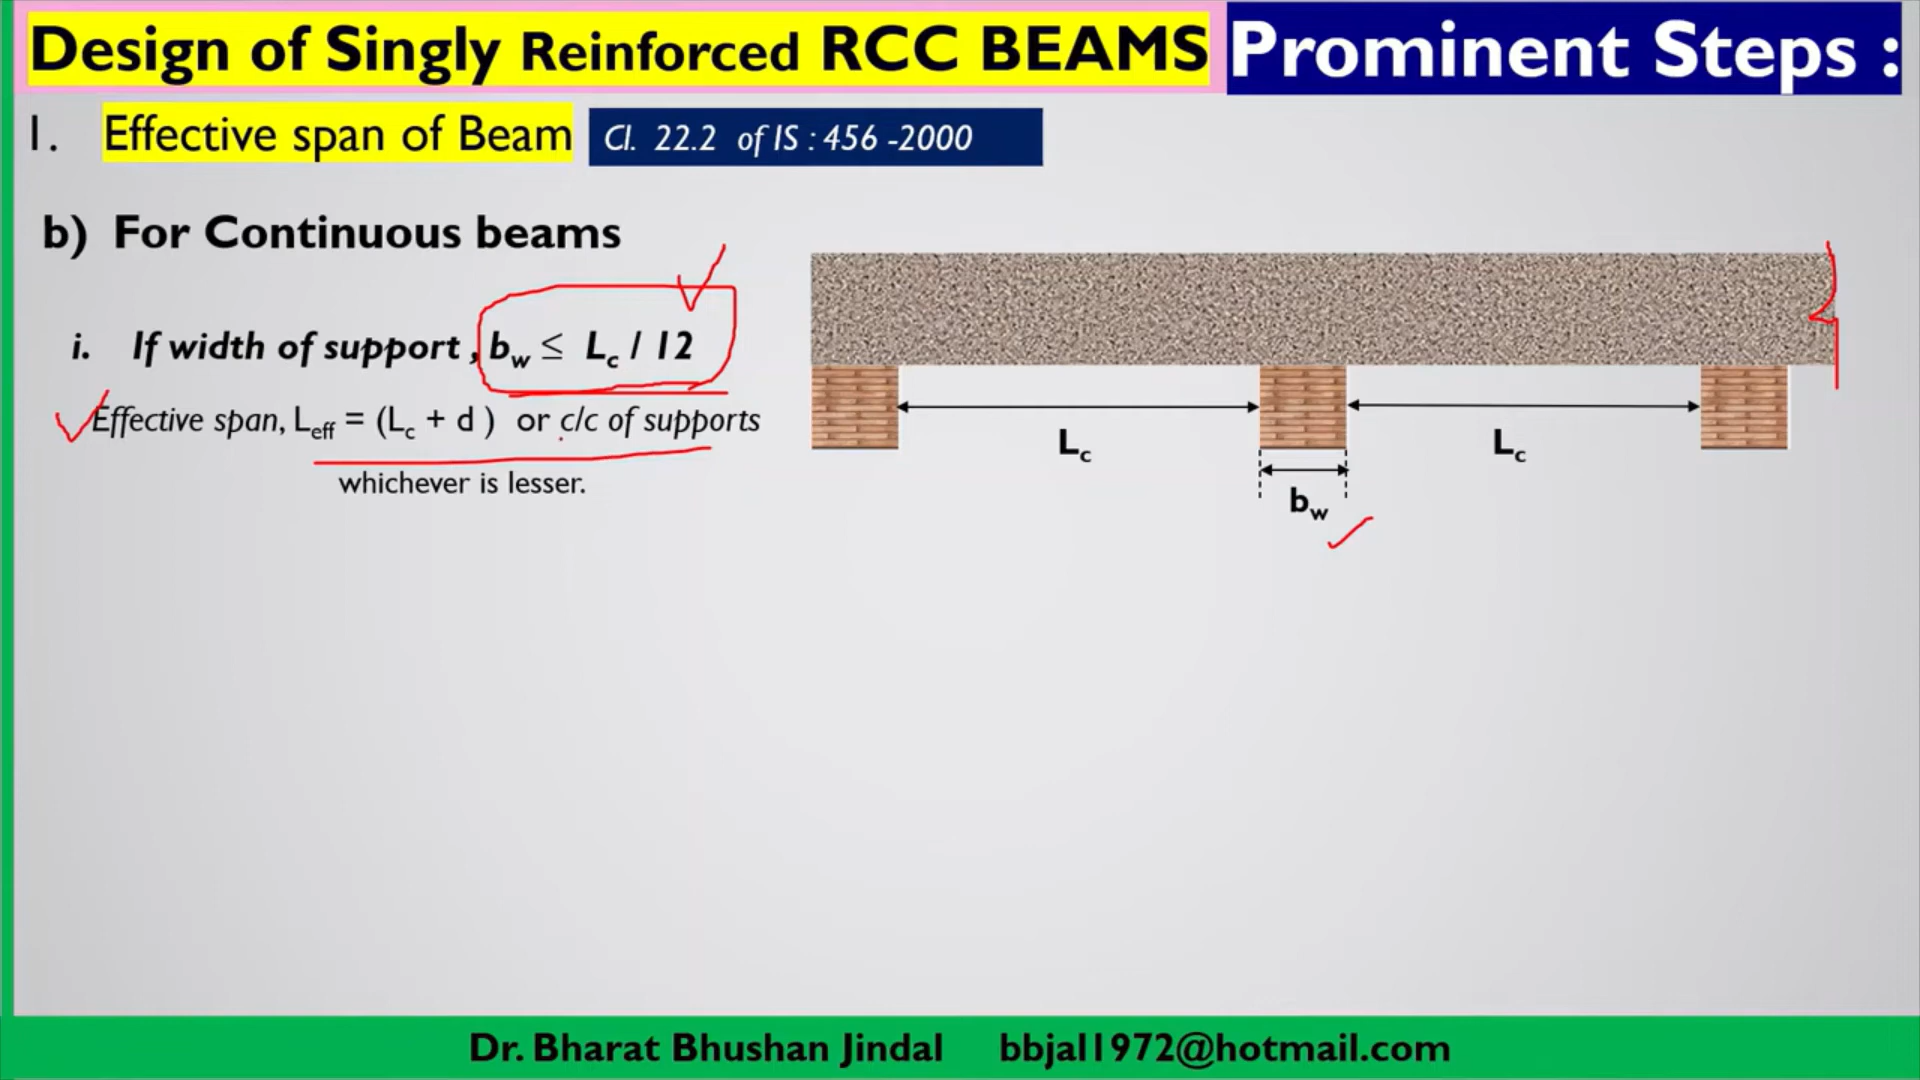 Design of Singly Reinforced RCC BEAMS Prominent Steps :
1. Effective span of Beam Cl. 22.2 of IS : 456 -2000
b) For Continuous beams
i. If width of support , bw ≤ Lc / 12
Effective span, Leff = (Lc + d ) or c/c of supports
whichever is lesser.
Lc Lc
bw
Dr. Bharat Bhushan Jindal bbjal1972@hotmail.com